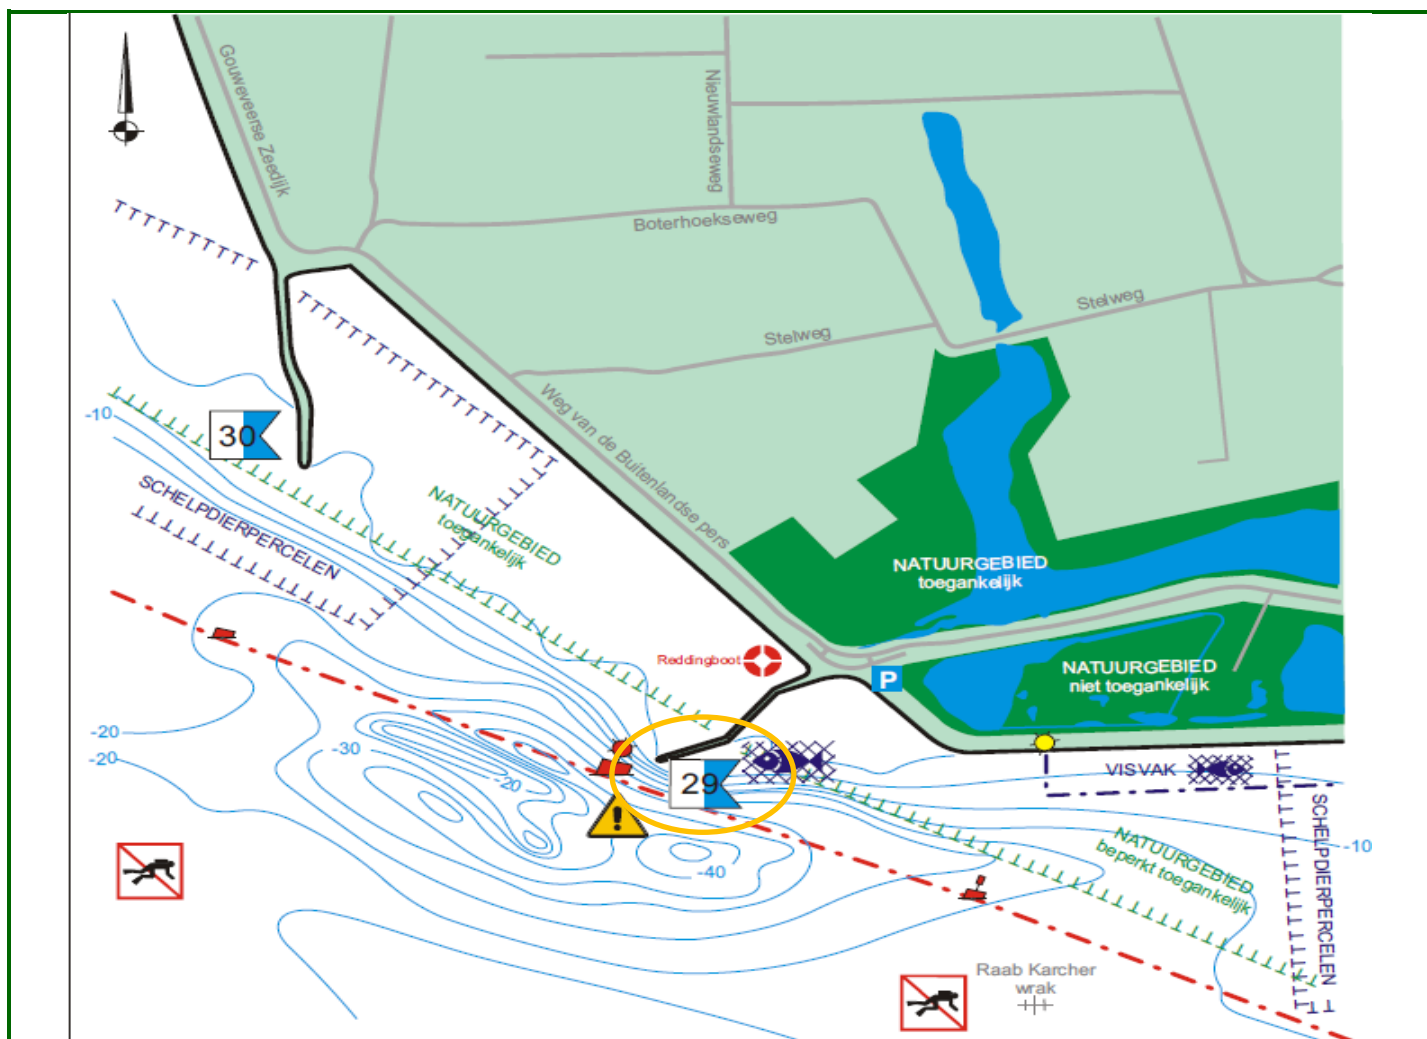 Gouweveerse Zeedijk
Nieuwlandseweg
Boterhoekseweg
Stelweg
Stelweg
Weg van de Buitenlandse pers
-10
30
SCHELPDIERPERCELEN
NATUURGEBIED
toegankelijk
NATUURGEBIED
toegankelijk
Reddingboot
P
NATUURGEBIED
niet toegankelijk
-20
-20
-30
-20
29
VISVAK
!
SCHELPDIERPERCELEN
NATUURGEBIED
beperkt toegankelijk
-10
-40
Raab Karcher
wrak